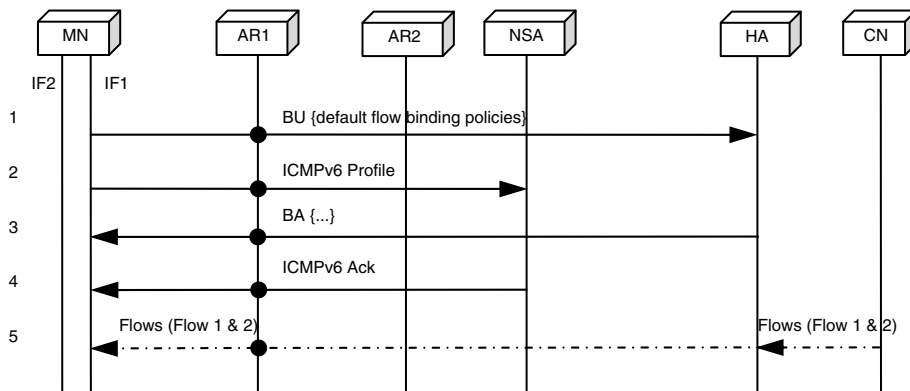 MN
AR1
AR2
NSA
HA
CN
IF2
IF1
1
BU {default flow binding policies}
2
ICMPv6 Profile
3
BA {...}
4
ICMPv6 Ack
5
Flows (Flow 1 & 2)
Flows (Flow 1 & 2)